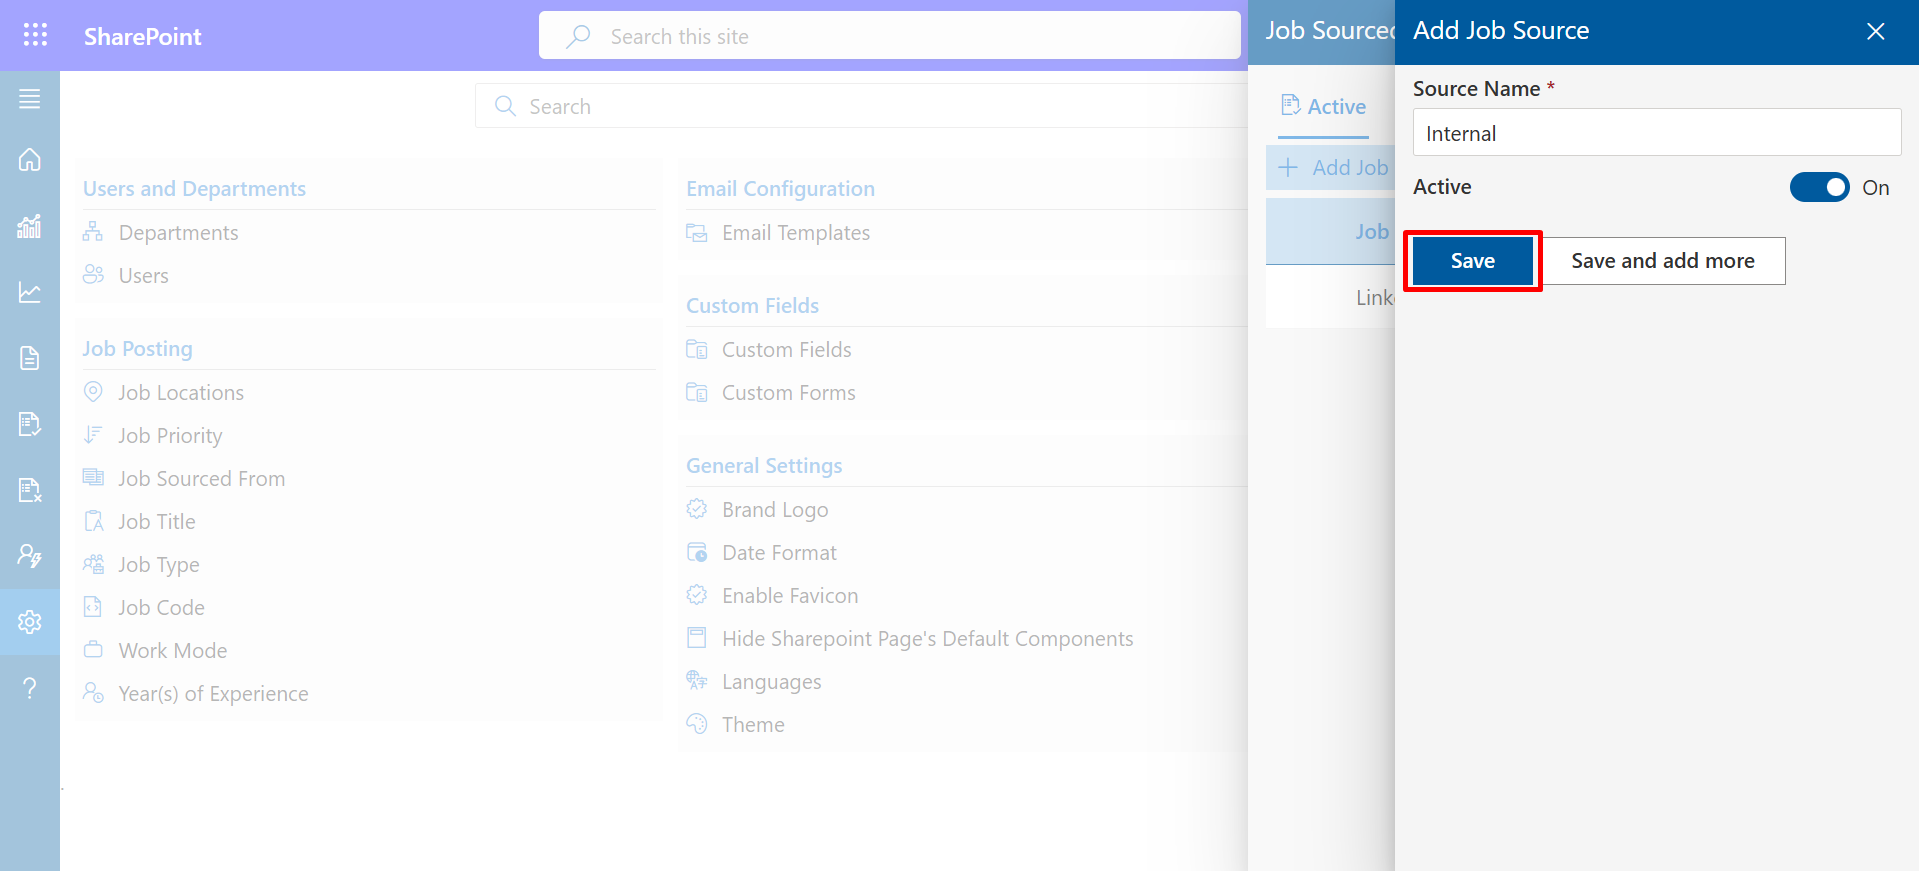 SharePoint
Search this site
Search
Users and Departments
Departments
Users
Job Posting
Job Locations
Job Priority
Job Sourced From
Job Title
Job Type
Job Code
Work Mode
Year(s) of Experience
Email Configuration
Email Templates
Custom Fields
Custom Fields
Custom Forms
General Settings
Brand Logo
Date Format
Enable Favicon
Hide Sharepoint Page's Default Components
Languages
Theme
Job Sourced
Active
Add Job
Job
Link
Add Job Source
Source Name *
Internal
Active
On
Save
Save and add more